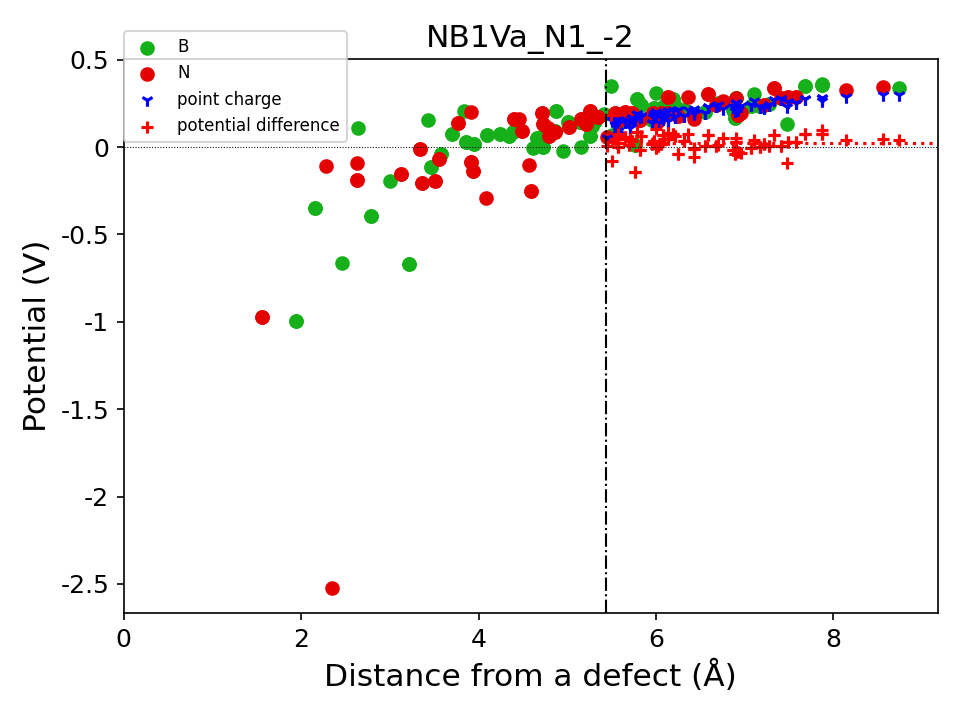 NB1Va_N1_-2
B
N
point charge
potential difference
0.5
0
-0.5
-1
-1.5
-2
-2.5
Potential (V)
0 2 4 6 8
Distance from a defect (Å)